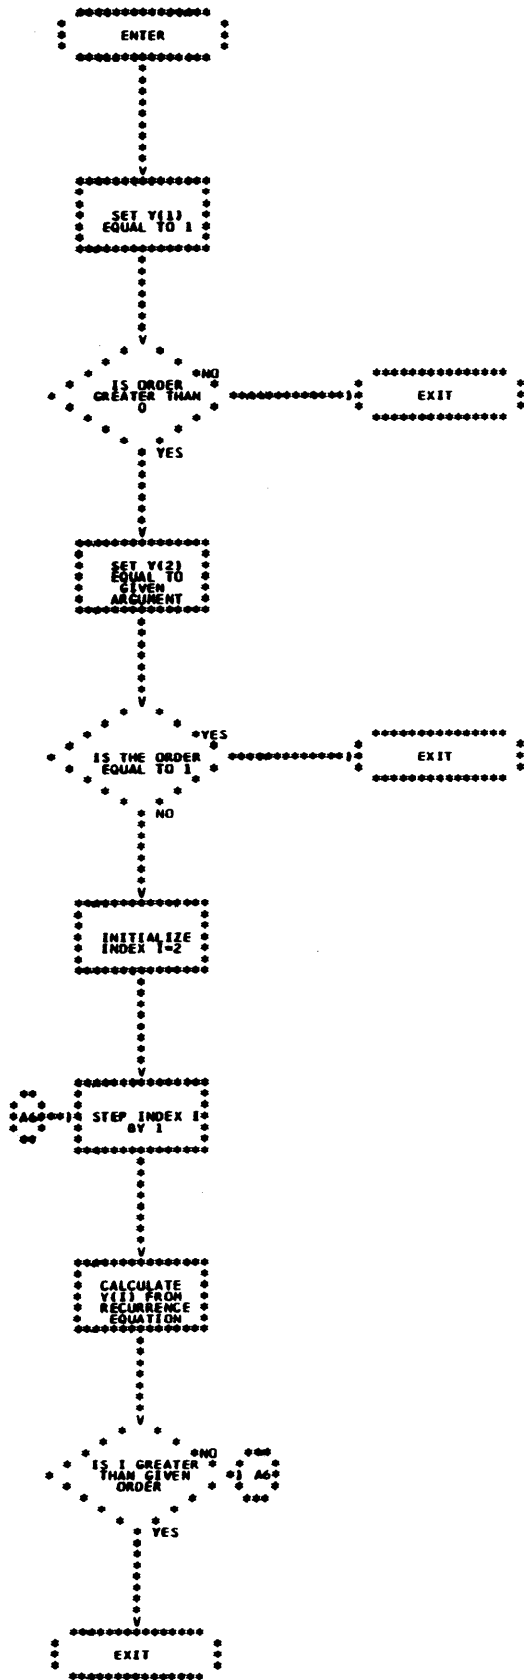 ENTER
SET Y(1)
EQUAL TO 1
NO
IS ORDER
GREATER THAN
0
EXIT
YES
SET Y(2)
EQUAL TO
GIVEN
ARGUMENT
YES
IS THE ORDER
EQUAL TO 1
EXIT
NO
INITIALIZE
INDEX I=2
A6
STEP INDEX I
BY 1
CALCULATE
Y(I) FROM
RECURRENCE
EQUATION
NO
IS I GREATER
THAN GIVEN
ORDER
A6
YES
EXIT